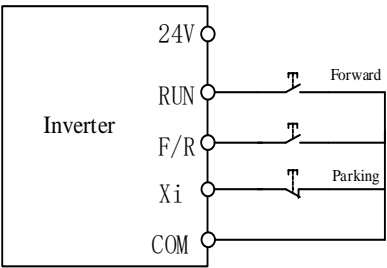 24V
Forward
RUN
Inverter
F/R
Parking
Xi
COM